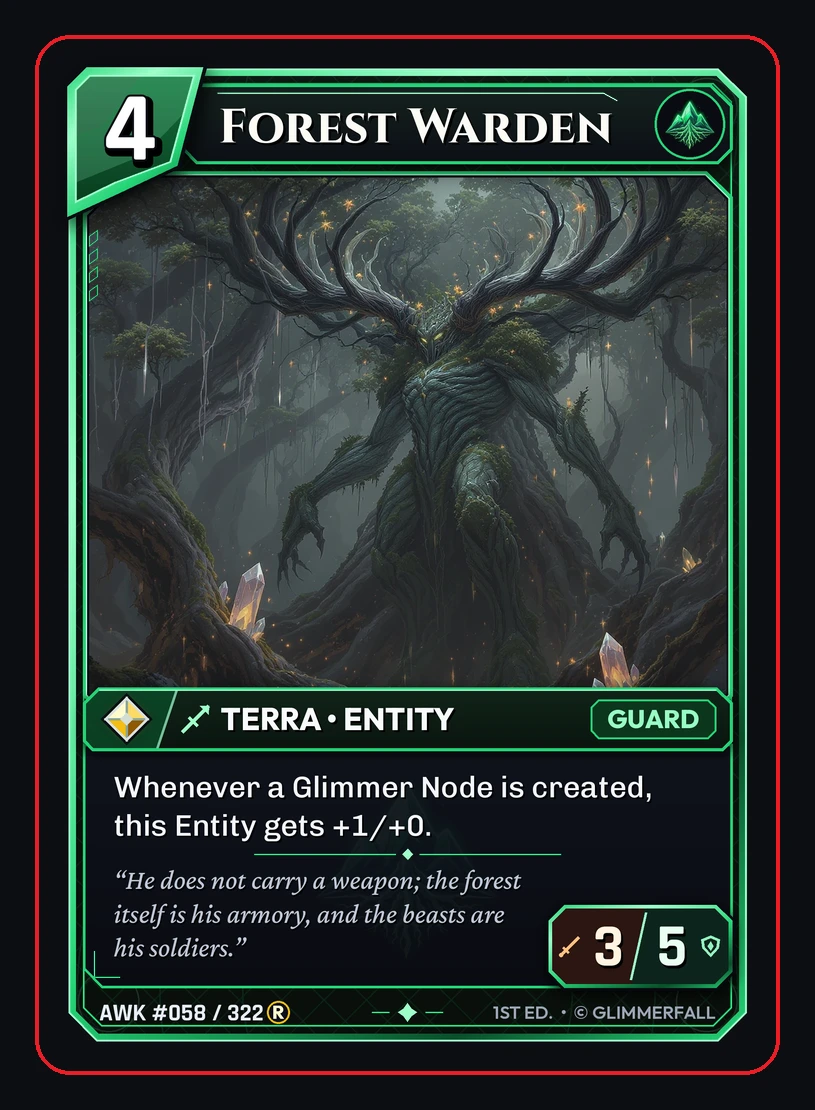 4
FOREST WARDEN
TERRA • ENTITY
GUARD
Whenever a Glimmer Node is created,
this Entity gets +1/+0.
“He does not carry a weapon; the forest
itself is his armory, and the beasts are
his soldiers.”
3/5
AWK #058 / 322 R
1ST ED. • © GLIMMERFALL